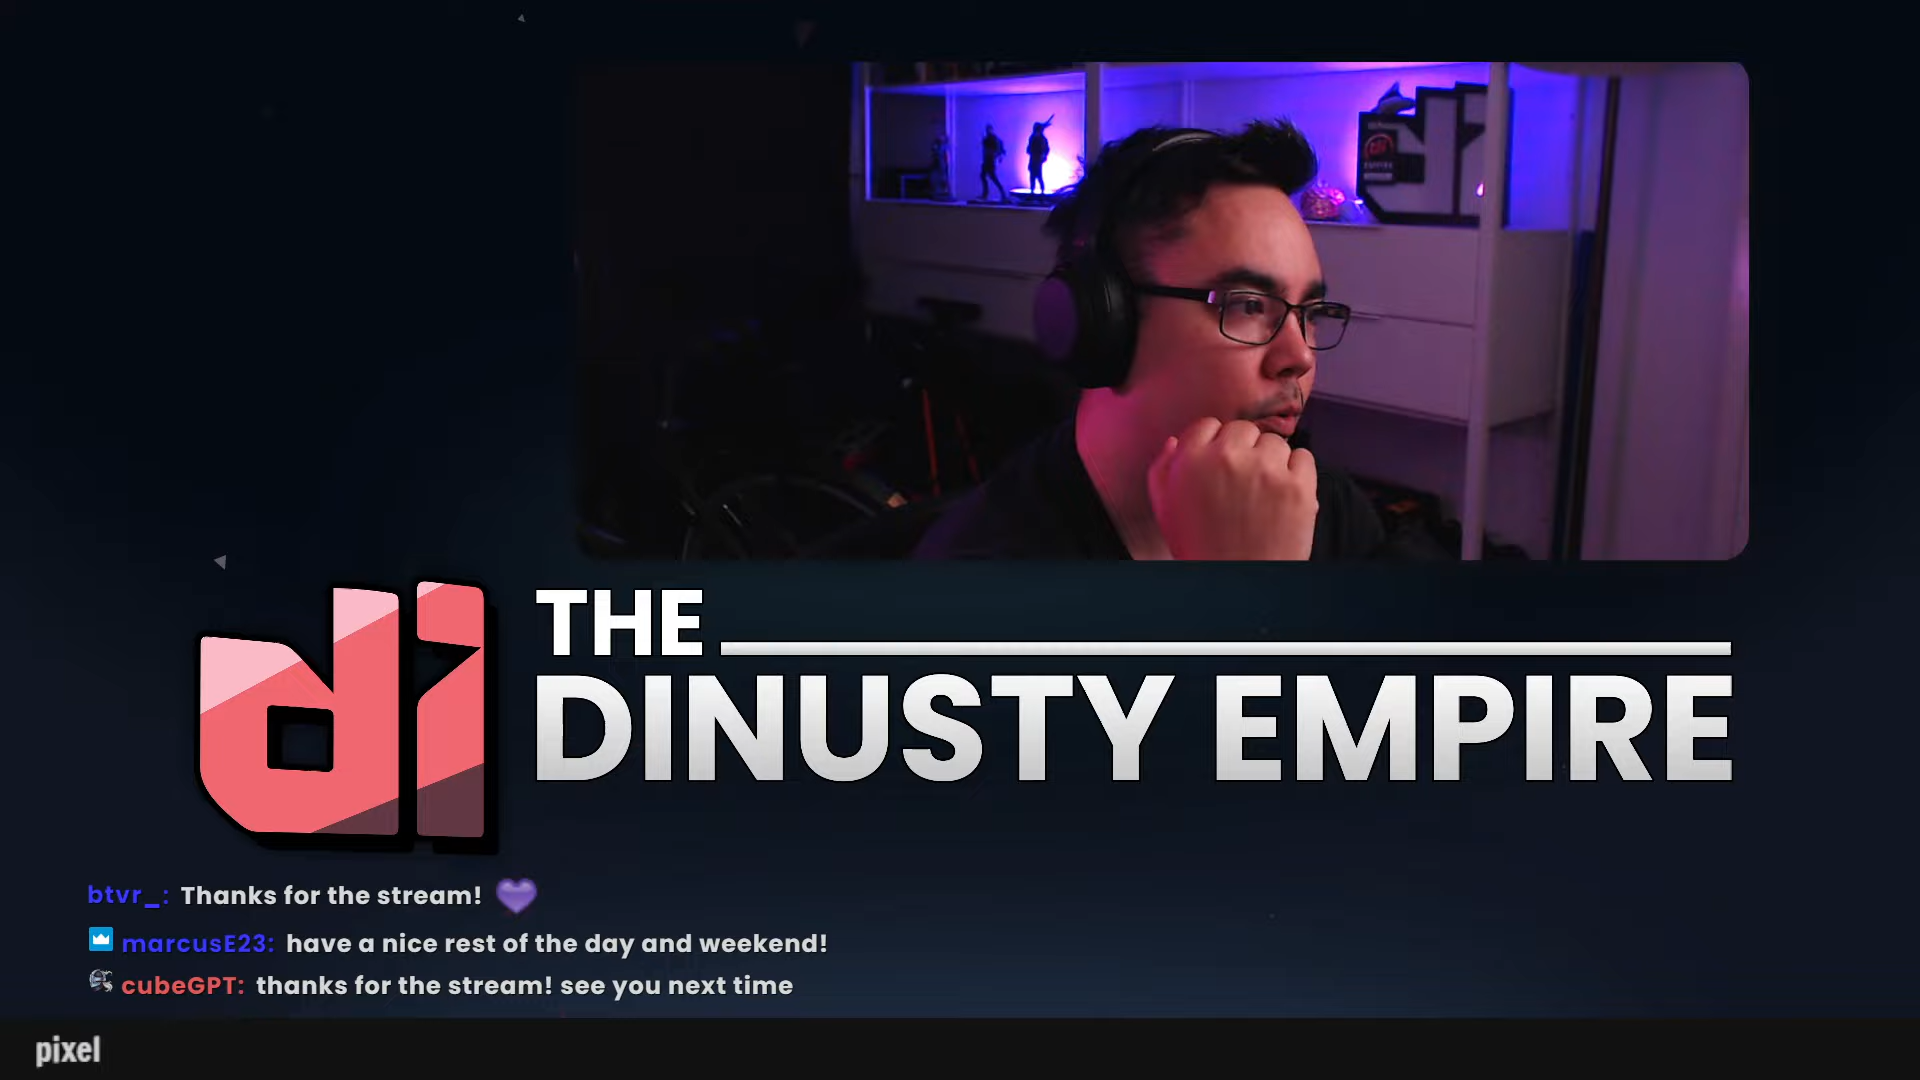 di
THE
DINUSTY EMPIRE
btvr_: Thanks for the stream!
marcusE23: have a nice rest of the day and weekend!
cubeGPT: thanks for the stream! see you next time
pixel